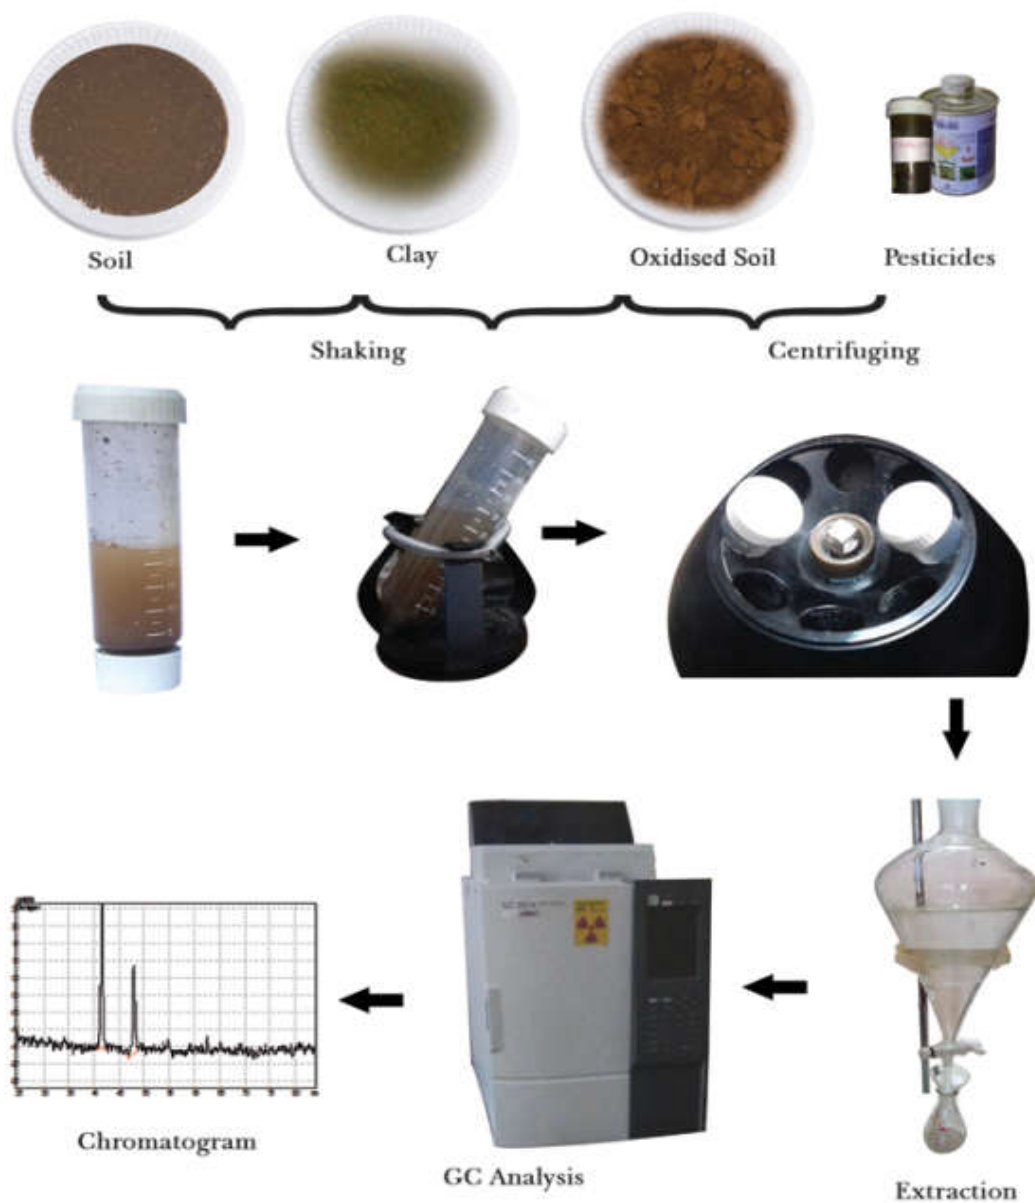 Soil
Clay
Oxidised Soil
Pesticides
Shaking
Centrifuging
Chromatogram
GC Analysis
Extraction